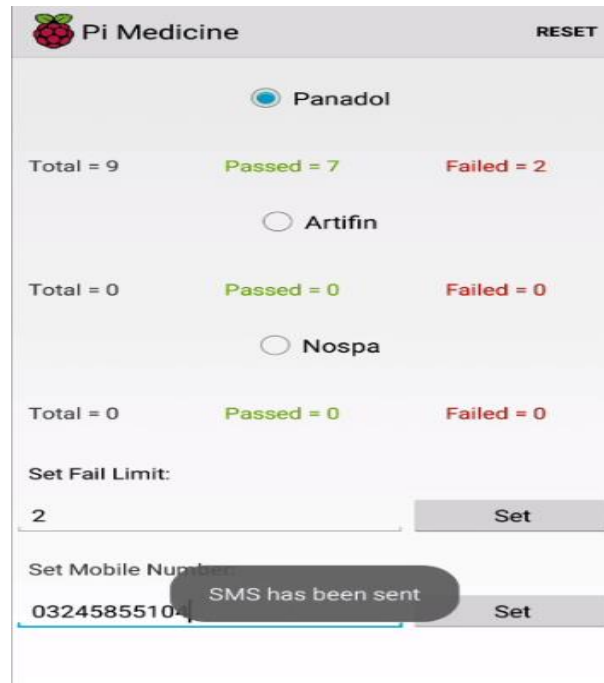 Pi Medicine RESET
Panadol
Total = 9 Passed = 7 Failed = 2
Artifin
Total = 0 Passed = 0 Failed = 0
Nospa
Total = 0 Passed = 0 Failed = 0
Set Fail Limit:
2 Set
Set Mobile Number:
SMS has been sent
03245855104 Set